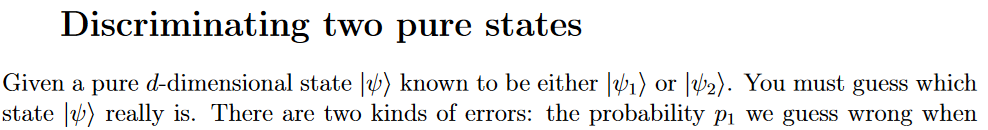 Discriminating two pure states
Given a pure d-dimensional state |ψ⟩ known to be either |ψ₁⟩ or |ψ₂⟩. You must guess which
state |ψ⟩ really is. There are two kinds of errors: the probability p₁ we guess wrong when